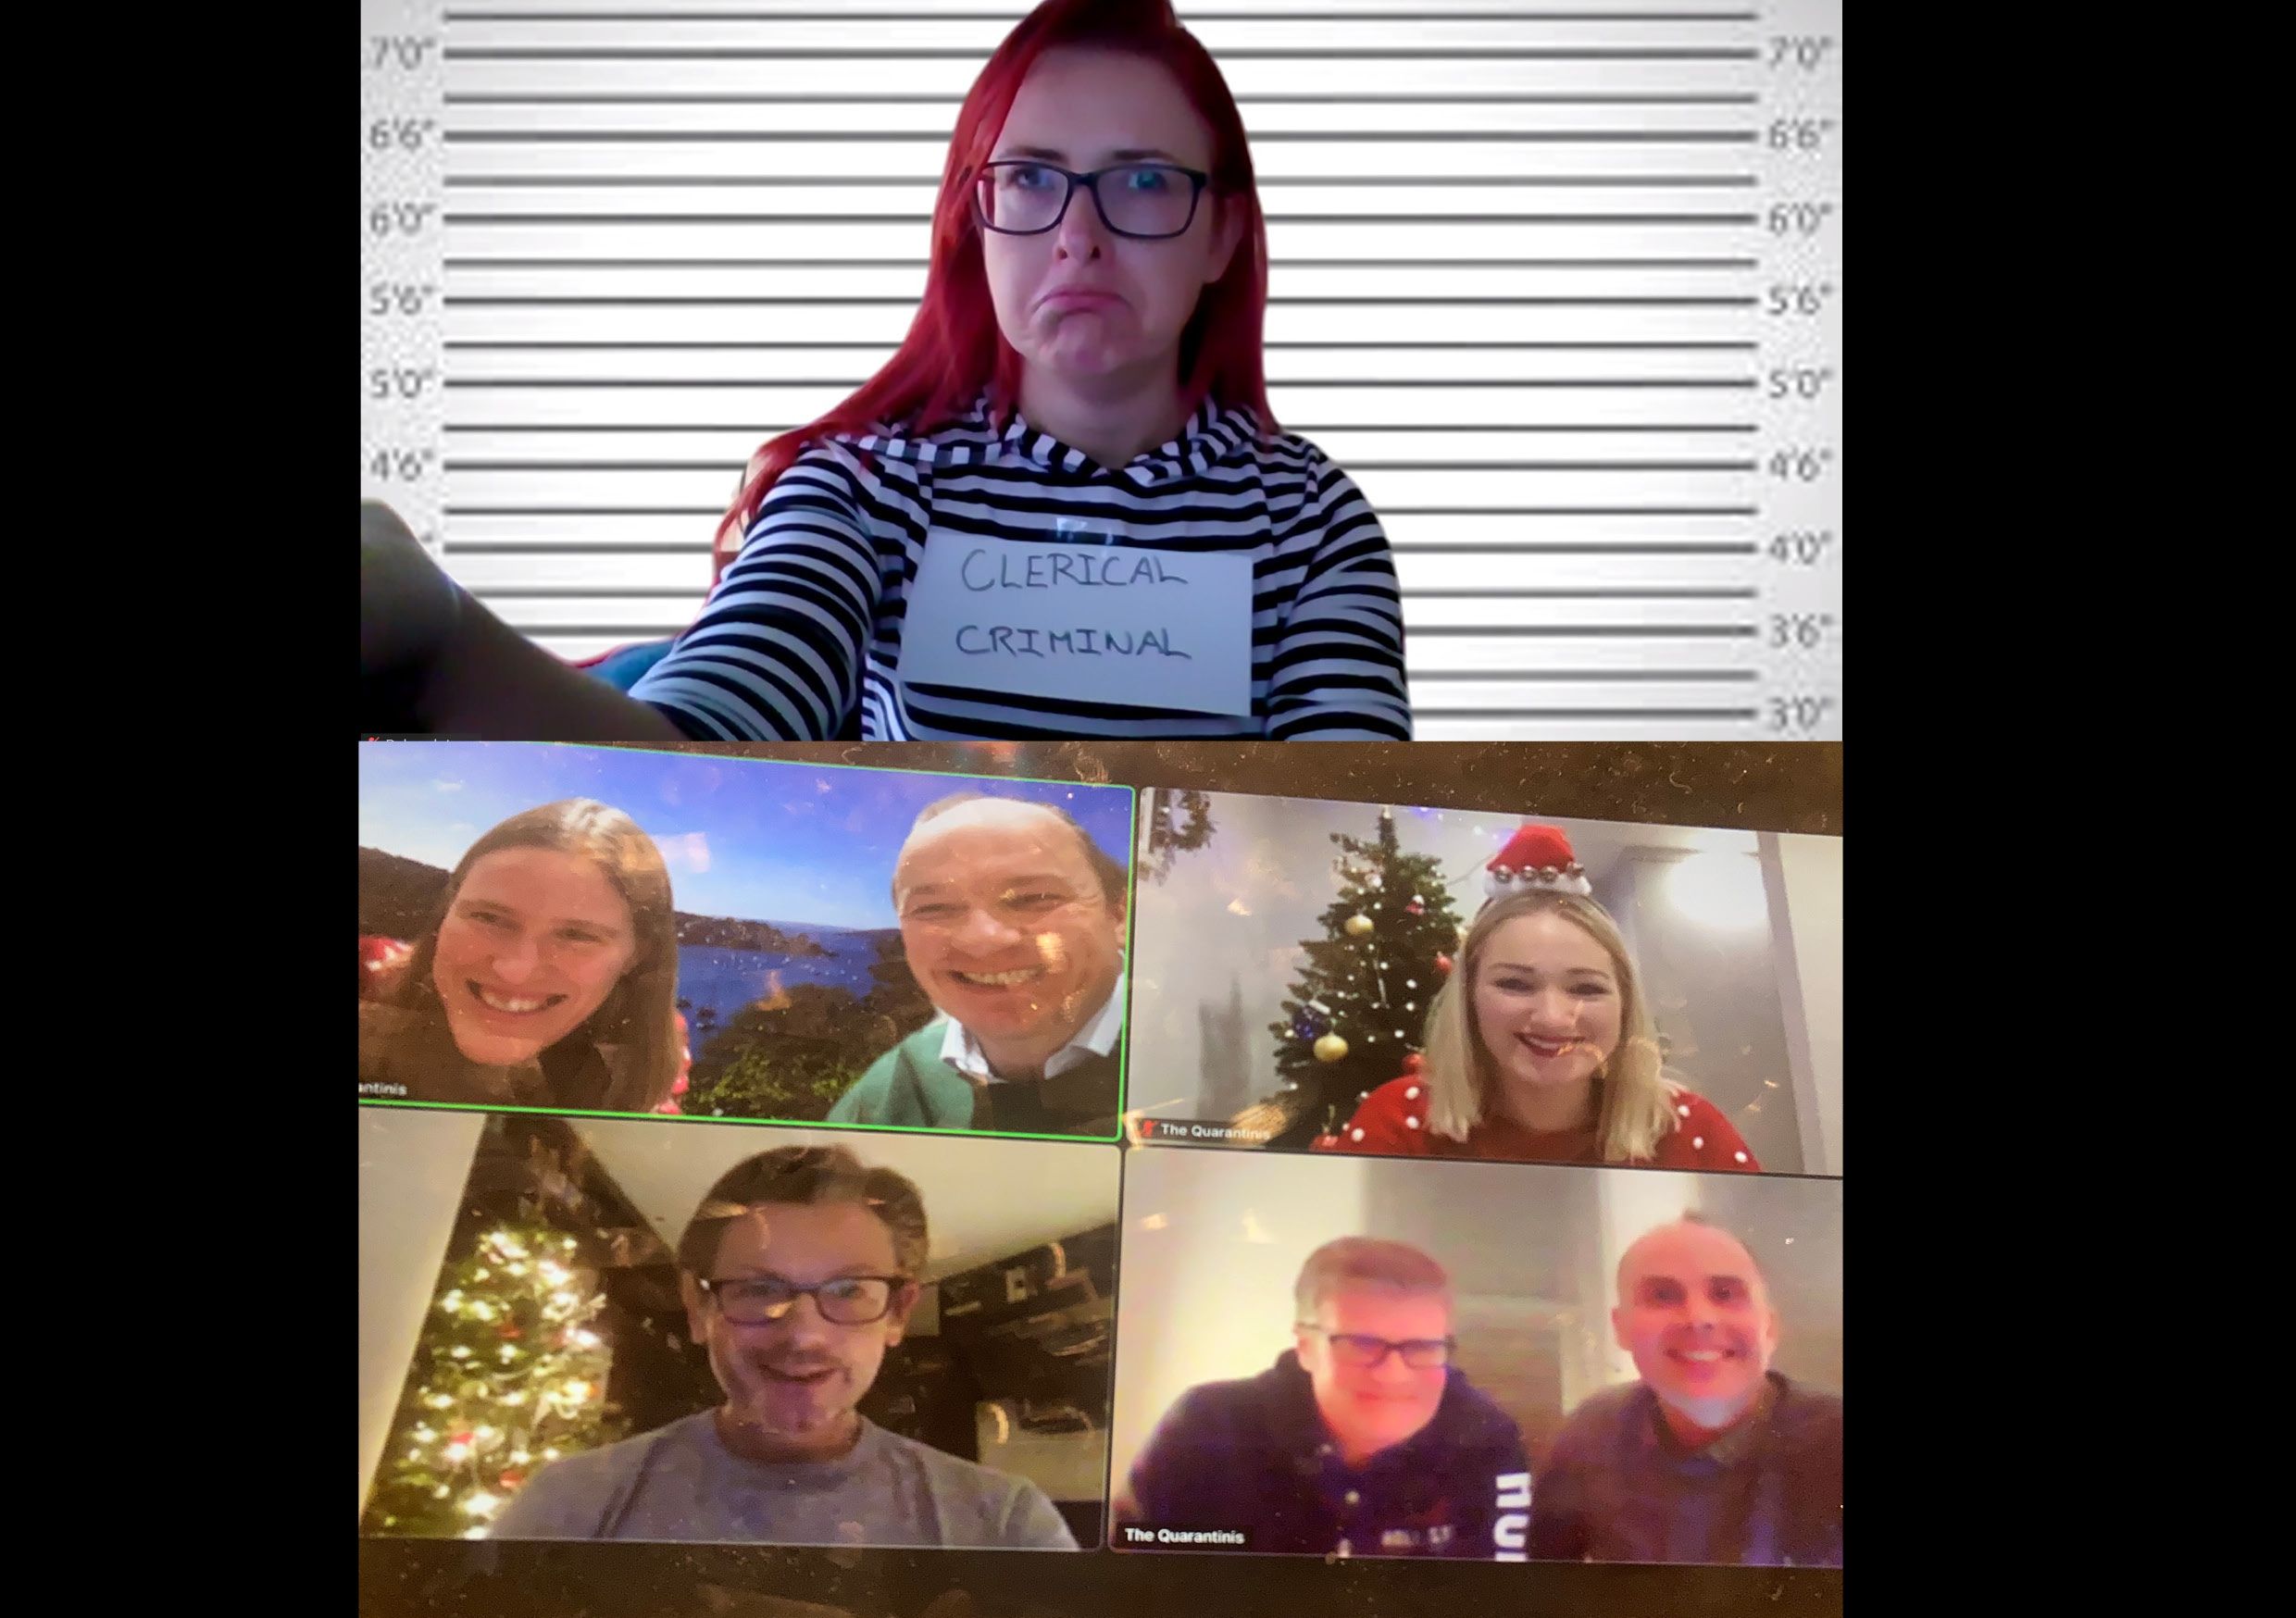 7'0" 7'0"
6'6" 6'6"
6'0" 6'0"
5'6" 5'6"
5'0" 5'0"
4'6" 4'6"
4'0"
3'6"
3'0"
CLERICAL
CRIMINAL
antinis
The Quarantinis
The Quarantinis